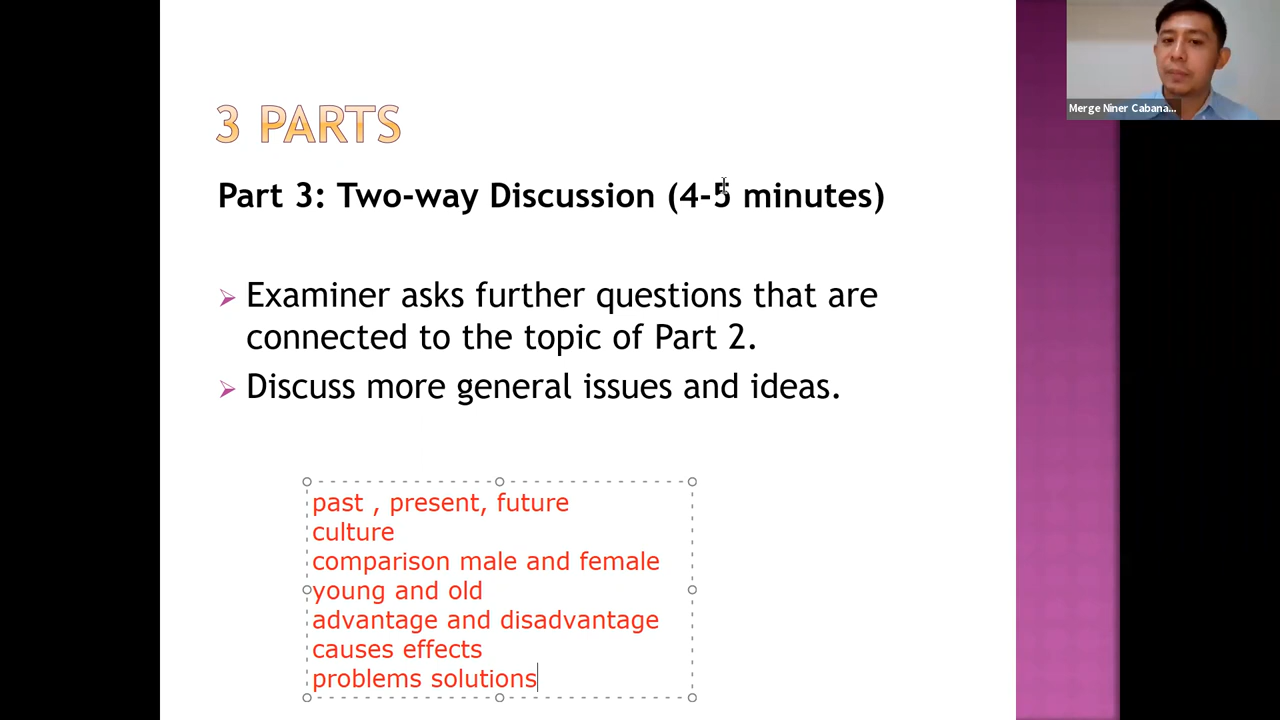 Merge Niner Cabana...
3 PARTS
Part 3: Two-way Discussion (4-5 minutes)
Examiner asks further questions that are
connected to the topic of Part 2.
Discuss more general issues and ideas.
past , present, future
culture
comparison male and female
young and old
advantage and disadvantage
causes effects
problems solutions